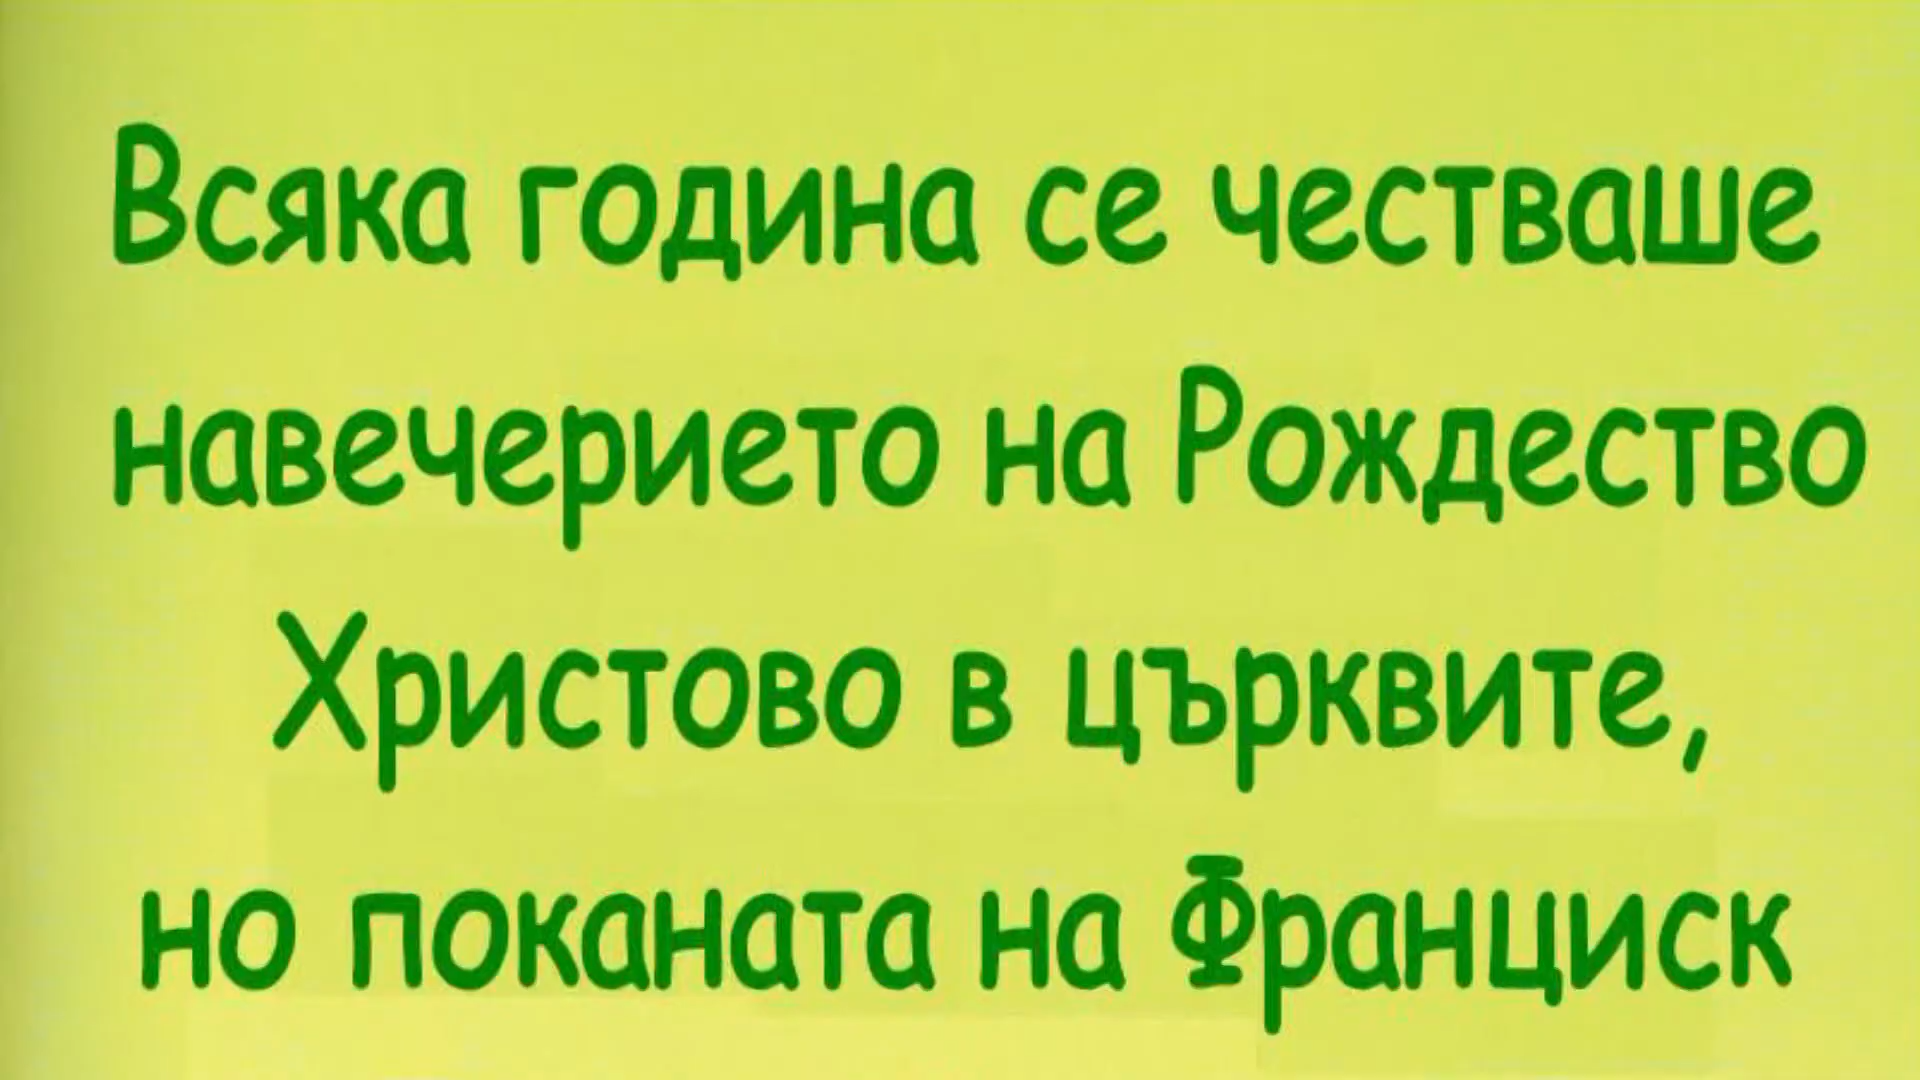 Всяка година се честваше
навечерието на Рождество
Христово в църквите,
но поканата на Франциск